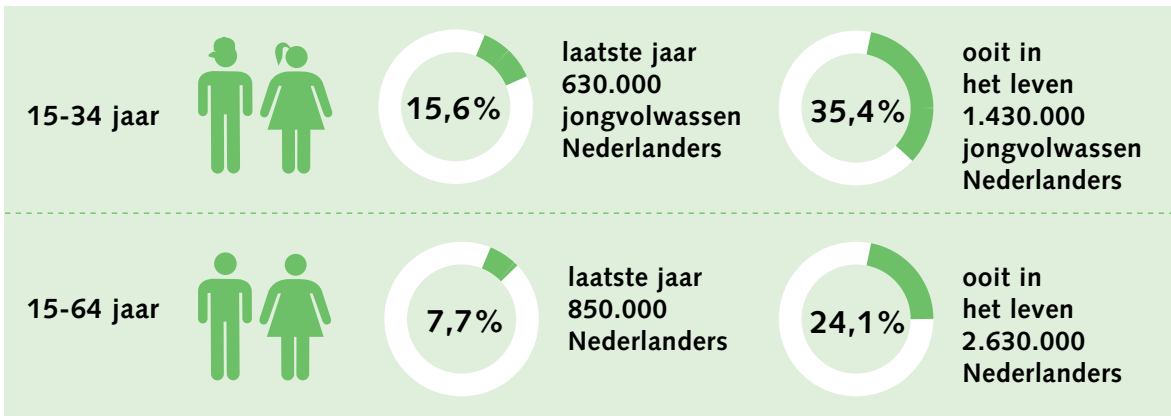 15-34 jaar
15,6%
laatste jaar
630.000
jongvolwassen
Nederlanders
35,4%
ooit in
het leven
1.430.000
jongvolwassen
Nederlanders
15-64 jaar
7,7%
laatste jaar
850.000
Nederlanders
24,1%
ooit in
het leven
2.630.000
Nederlanders